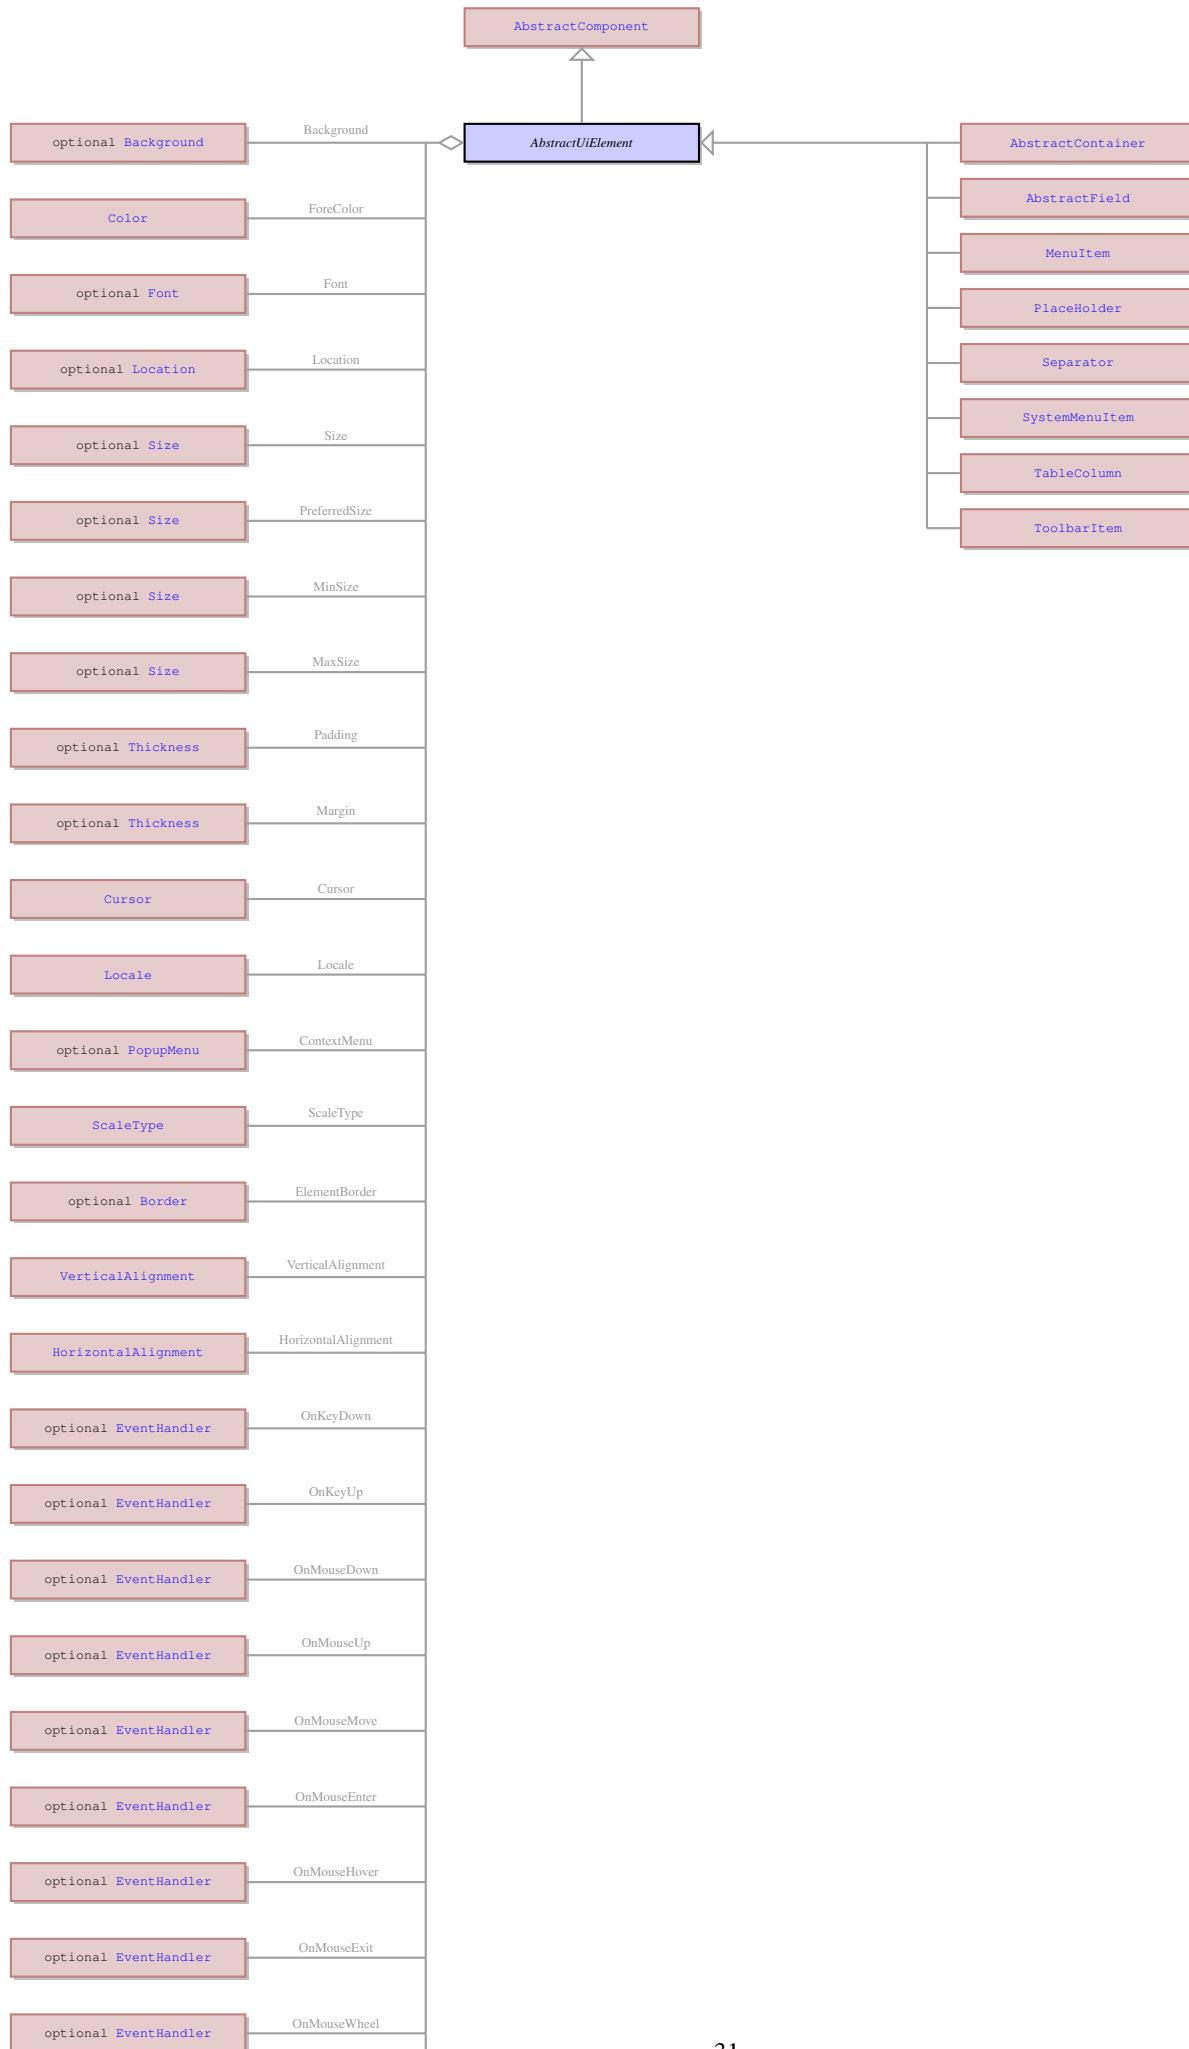 AbstractComponent
optional Background Background AbstractUiElement AbstractContainer
AbstractField
Color ForeColor
MenuItem
optional Font Font
PlaceHolder
optional Location Location
Separator
SystemMenuItem
optional Size Size
TableColumn
optional Size PreferredSize
ToolbarItem
optional Size MinSize
optional Size MaxSize
optional Thickness Padding
optional Thickness Margin
Cursor Cursor
Locale Locale
optional PopupMenu ContextMenu
ScaleType ScaleType
optional Border ElementBorder
VerticalAlignment VerticalAlignment
HorizontalAlignment HorizontalAlignment
optional EventHandler OnKeyDown
optional EventHandler OnKeyUp
optional EventHandler OnMouseDown
optional EventHandler OnMouseUp
optional EventHandler OnMouseMove
optional EventHandler OnMouseEnter
optional EventHandler OnMouseHover
optional EventHandler OnMouseExit
optional EventHandler OnMouseWheel
31